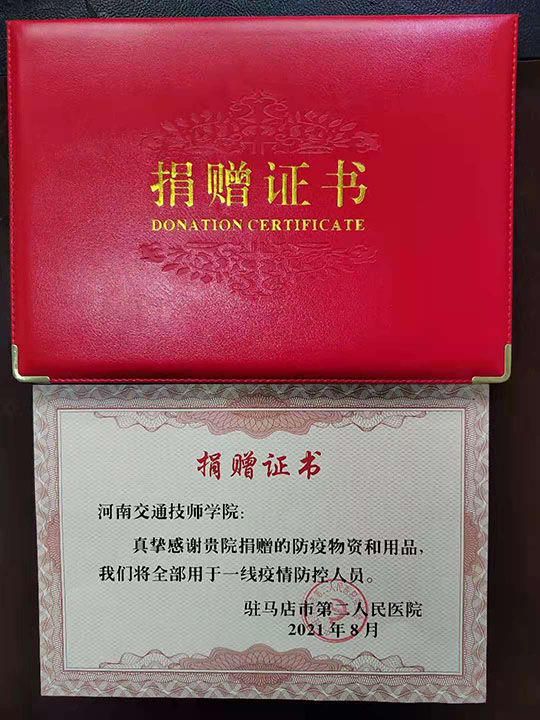 捐赠证书
DONATION CERTIFICATE
捐赠证书
河南交通技师学院:
真挚感谢贵院捐赠的防疫物资和用品,
我们将全部用于一线疫情防控人员。
驻马店市第二人民医院
2021年8月